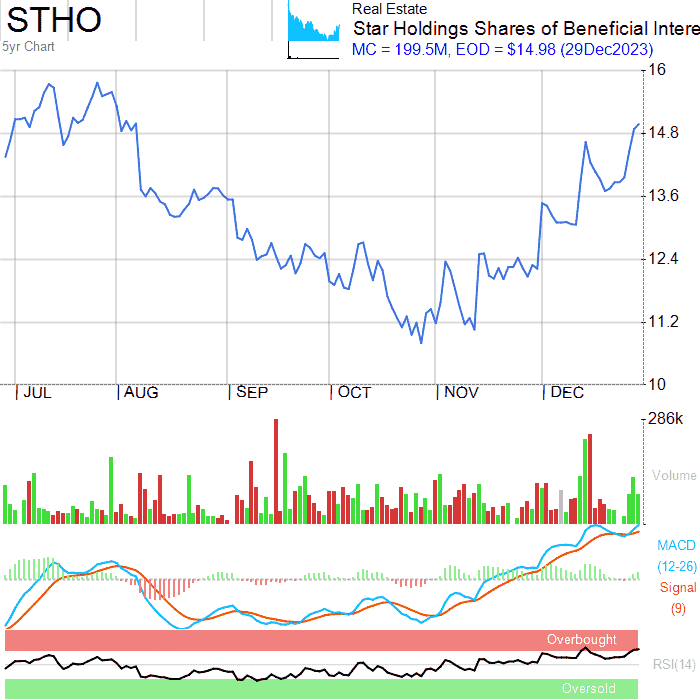 STHO
5yr Chart
Real Estate
Star Holdings Shares of Beneficial Intere
MC = 199.5M, EOD = $14.98 (29Dec2023)
16
14.8
13.6
12.4
11.2
10
JUL AUG SEP OCT NOV DEC
286k
Volume
MACD
(12-26)
Signal
(9)
Overbought
RSI(14)
Oversold